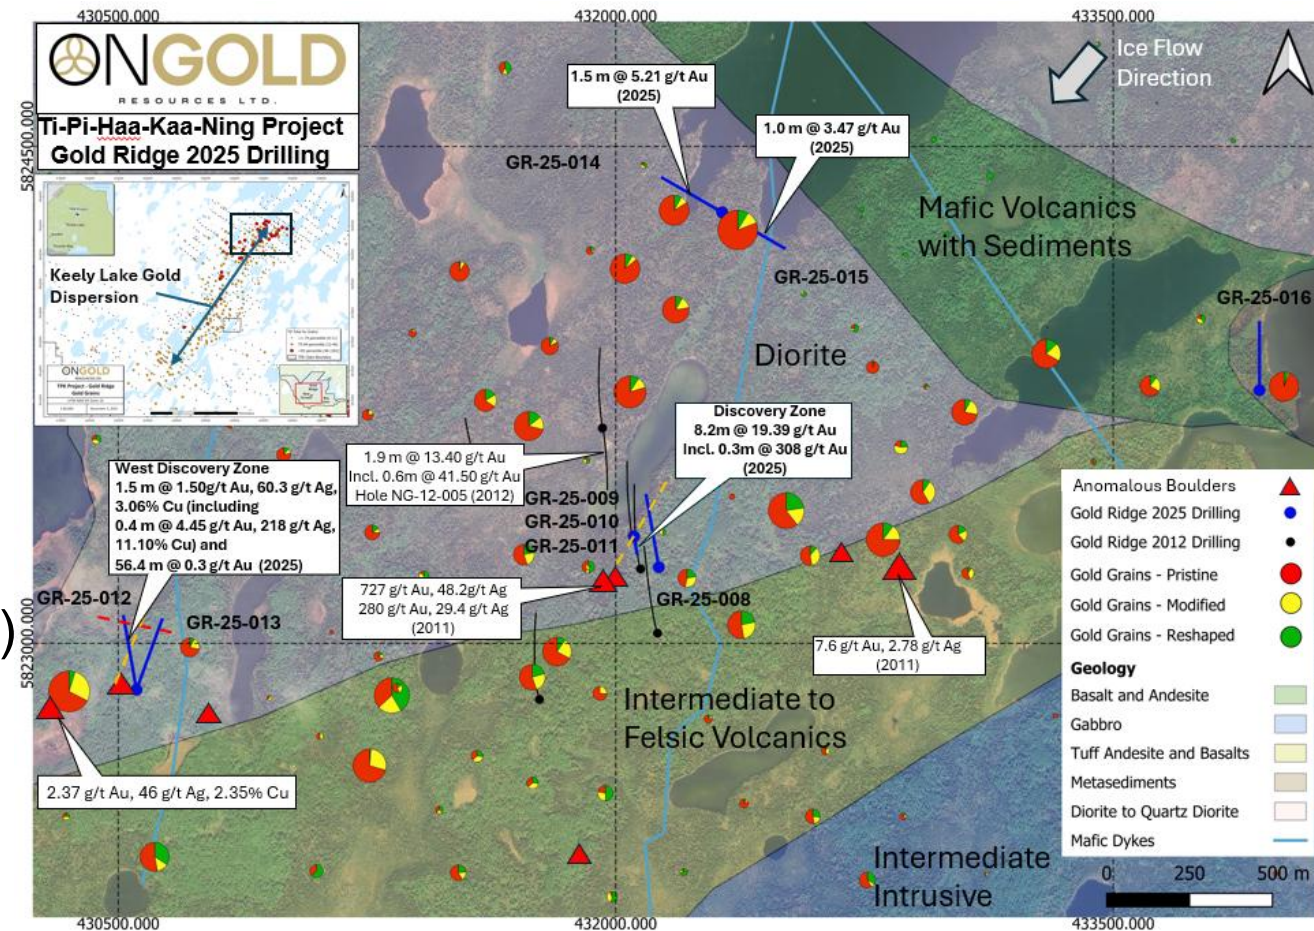 430500.000
432000.000
433500.000
ONGOLD
RESOURCES LTD.
Ti-Pi-Haa-Kaa-Ning Project
Gold Ridge 2025 Drilling
Keely Lake Gold
Dispersion
ONGOLD
TPK Project - Gold Ridge
Gold Grains
Ice Flow
Direction
5824500.000
1.5 m @ 5.21 g/t Au
(2025)
1.0 m @ 3.47 g/t Au
(2025)
GR-25-014
Mafic Volcanics
with Sediments
GR-25-015
GR-25-016
Diorite
Discovery Zone
8.2m @ 19.39 g/t Au
Incl. 0.3m @ 308 g/t Au
(2025)
1.9 m @ 13.40 g/t Au
Incl. 0.6m @ 41.50 g/t Au
Hole NG-12-005 (2012)
West Discovery Zone
1.5 m @ 1.50g/t Au, 60.3 g/t Ag,
3.06% Cu (including
0.4 m @ 4.45 g/t Au, 218 g/t Ag,
11.10% Cu) and
56.4 m @ 0.3 g/t Au (2025)
GR-25-009
GR-25-010
GR-25-011
727 g/t Au, 48.2g/t Ag
280 g/t Au, 29.4 g/t Ag
(2011)
GR-25-008
GR-25-012
GR-25-013
)
5823000.000
7.6 g/t Au, 2.78 g/t Ag
(2011)
Intermediate to
Felsic Volcanics
2.37 g/t Au, 46 g/t Ag, 2.35% Cu
Intermediate
Intrusive
Anomalous Boulders
Gold Ridge 2025 Drilling
Gold Ridge 2012 Drilling
Gold Grains - Pristine
Gold Grains - Modified
Gold Grains - Reshaped
Geology
Basalt and Andesite
Gabbro
Tuff Andesite and Basalts
Metasediments
Diorite to Quartz Diorite
Mafic Dykes
0 250 500 m
430500.000
432000.000
433500.000